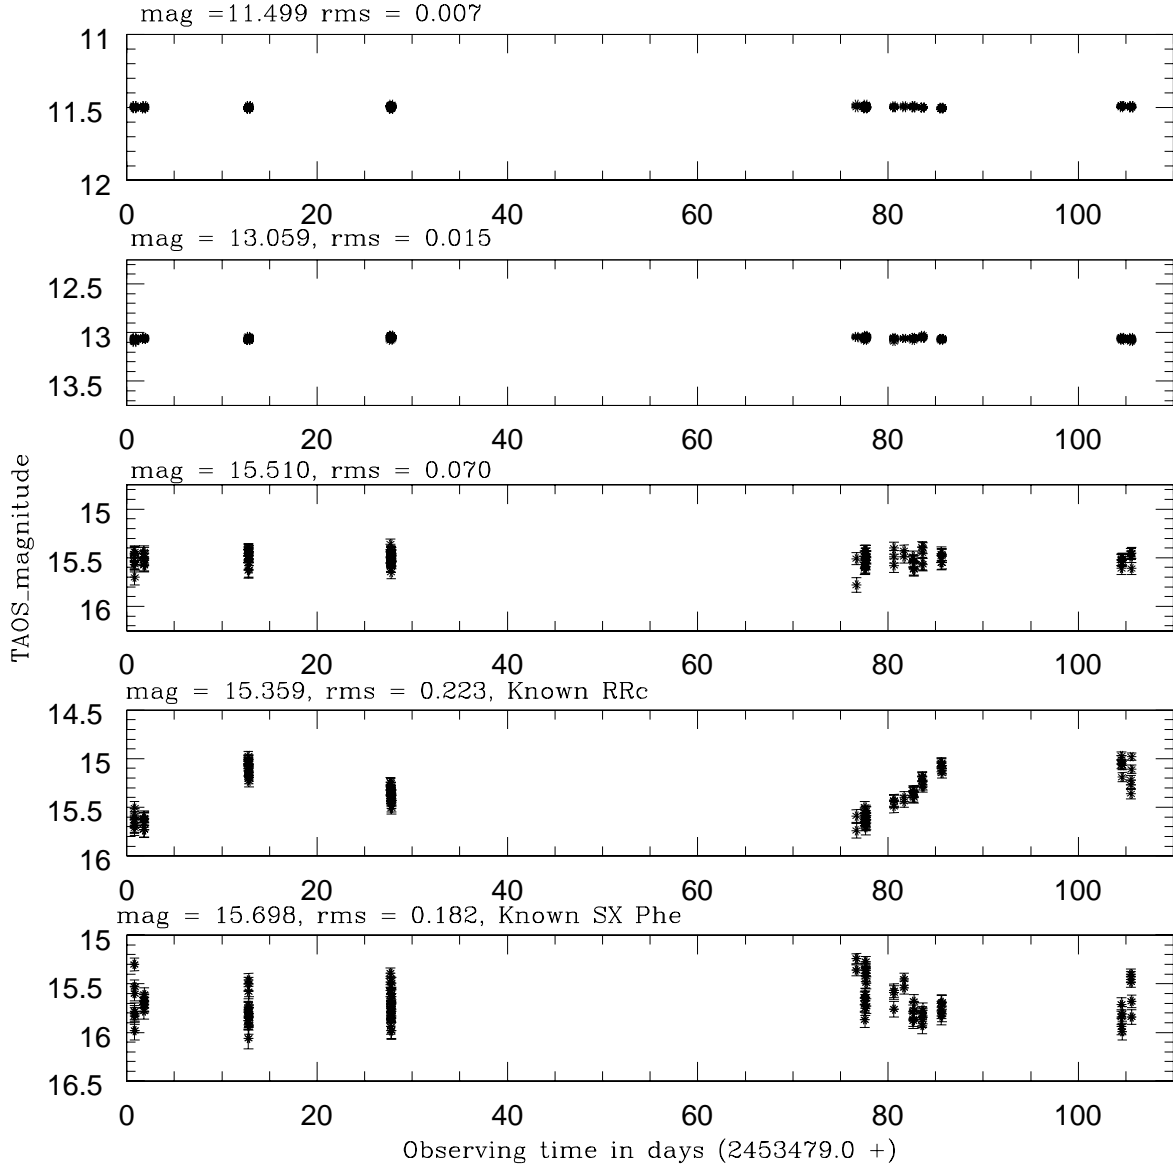 mag =11.499 rms = 0.007
11
11.5
12
0 20 40 60 80 100
mag = 13.059, rms = 0.015
12.5
13
13.5
0 20 40 60 80 100
mag = 15.510, rms = 0.070
15
15.5
16
0 20 40 60 80 100
TAOS_magnitude
mag = 15.359, rms = 0.223, Known RRc
14.5
15
15.5
16
0 20 40 60 80 100
mag = 15.698, rms = 0.182, Known SX Phe
15
15.5
16
16.5
0 20 40 60 80 100
Observing time in days (2453479.0 +)